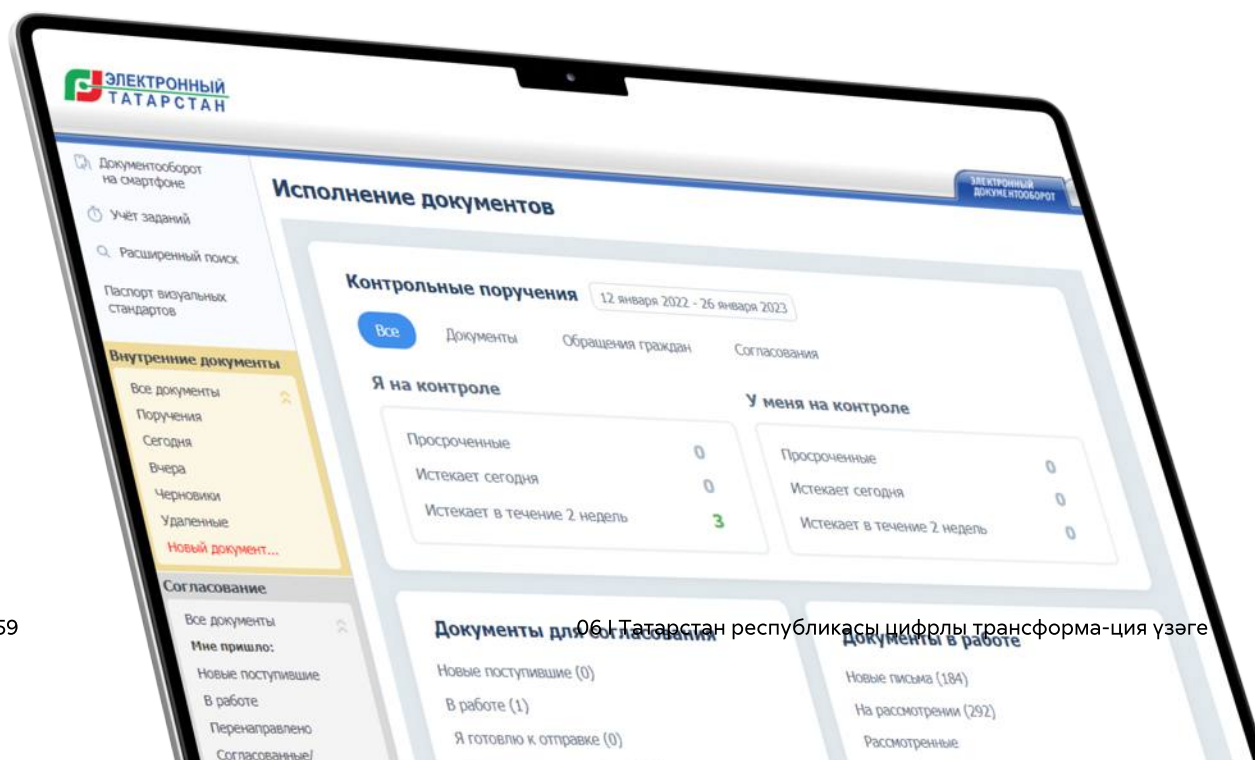 ЭЛЕКТРОННЫЙ
ТАТАРСТАН
Документооборот
на смартфоне
Учёт заданий
Расширенный поиск
Паспорт визуальных
стандартов
Внутренние документы
Все документы
Поручения
Сегодня
Вчера
Черновики
Удаленные
Новый документ...
Согласование
Все документы
Мне пришло:
Новые поступившие
В работе
Перенаправлено
Согласованные/
ЭЛЕКТРОННЫЙ
ДОКУМЕНТООБОРОТ
Исполнение документов
Контрольные поручения
12 января 2022 - 26 января 2023
Все Документы Обращения граждан Согласования
Я на контроле
Просроченные 0
Истекает сегодня 0
Истекает в течение 2 недель 3
У меня на контроле
Просроченные 0
Истекает сегодня 0
Истекает в течение 2 недель 0
Документы для согласования
Новые поступившие (0)
В работе (1)
Я готовлю к отправке (0)
Документы в работе
Новые письма (184)
На рассмотрении (292)
Рассмотренные
59
06 | Татарстан республикасы цифрлы трансформа-ция үзәге